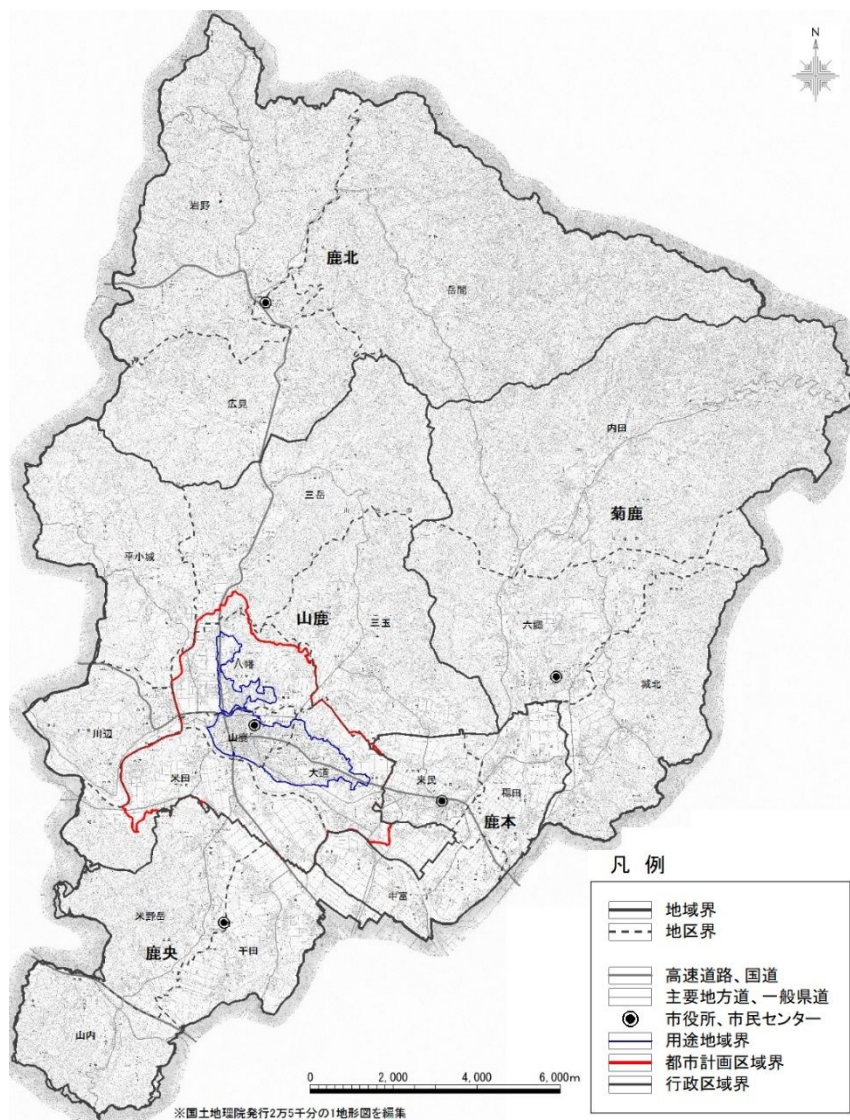 N
岩野
鹿北
岳間
広見
内田
三岳
菊鹿
平小城
山鹿
三玉
六郷
八幡
城北
川辺
山鹿
米田
大道
来民
稲田
鹿本
中富
米野岳
鹿央
千田
山内
凡 例
地域界
地区界
高速道路、国道
主要地方道、一般県道
市役所、市民センター
用途地域界
都市計画区域界
行政区域界
0 2,000 4,000 6,000m
※国土地理院発行2万5千分の1地形図を編集